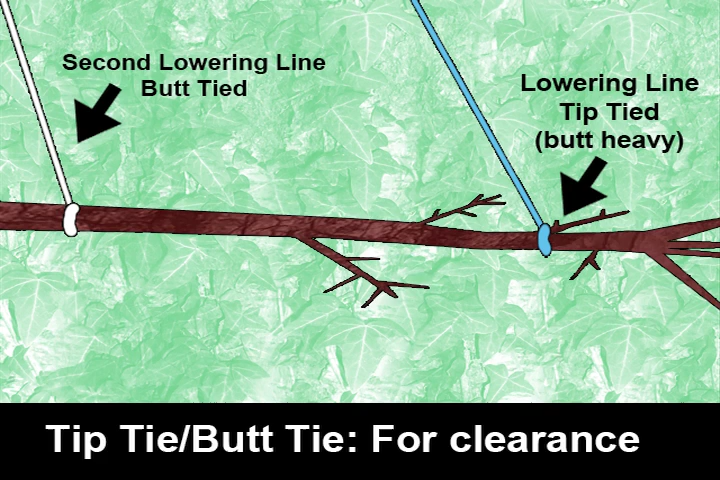 Second Lowering Line
Butt Tied
Lowering Line
Tip Tied
(butt heavy)
Tip Tie/Butt Tie: For clearance